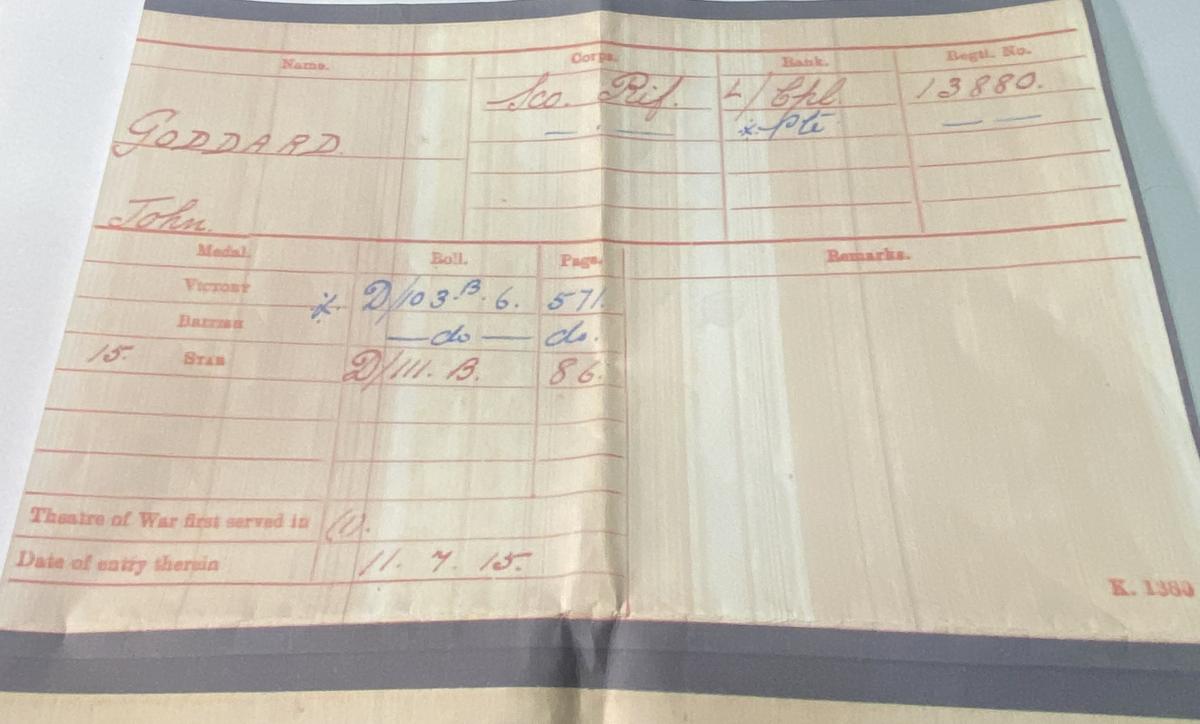 Name. Corps. Rank. Regtl. No.
Sco. Rif. L/Cpl. 13880.
GODDARD — . — x Pte — —
John.
Medal. Roll. Page. Remarks.
VICTORY x D/103.B.6. 571.
BRITISH — do — do.
15. STAR D/111. B. 86.
Theatre of War first served in (1).
Date of entry therein 11. 7. 15.
K. 1380